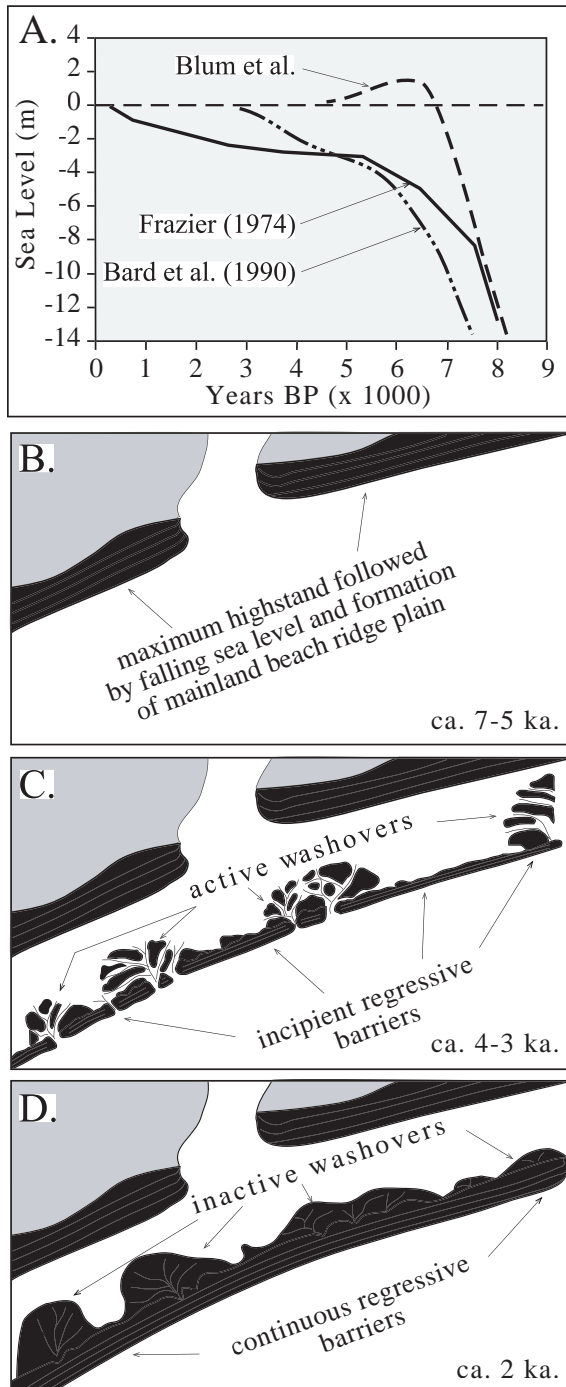 A.
Blum et al.
Frazier (1974)
Bard et al. (1990)
Sea Level (m)
4
2
0
-2
-4
-6
-8
-10
-12
-14
0 1 2 3 4 5 6 7 8 9
Years BP (x 1000)
B.
maximum highstand followed
by falling sea level and formation
of mainland beach ridge plain
ca. 7-5 ka.
C.
active washovers
incipient regressive
barriers
ca. 4-3 ka.
D.
inactive washovers
continuous regressive
barriers
ca. 2 ka.